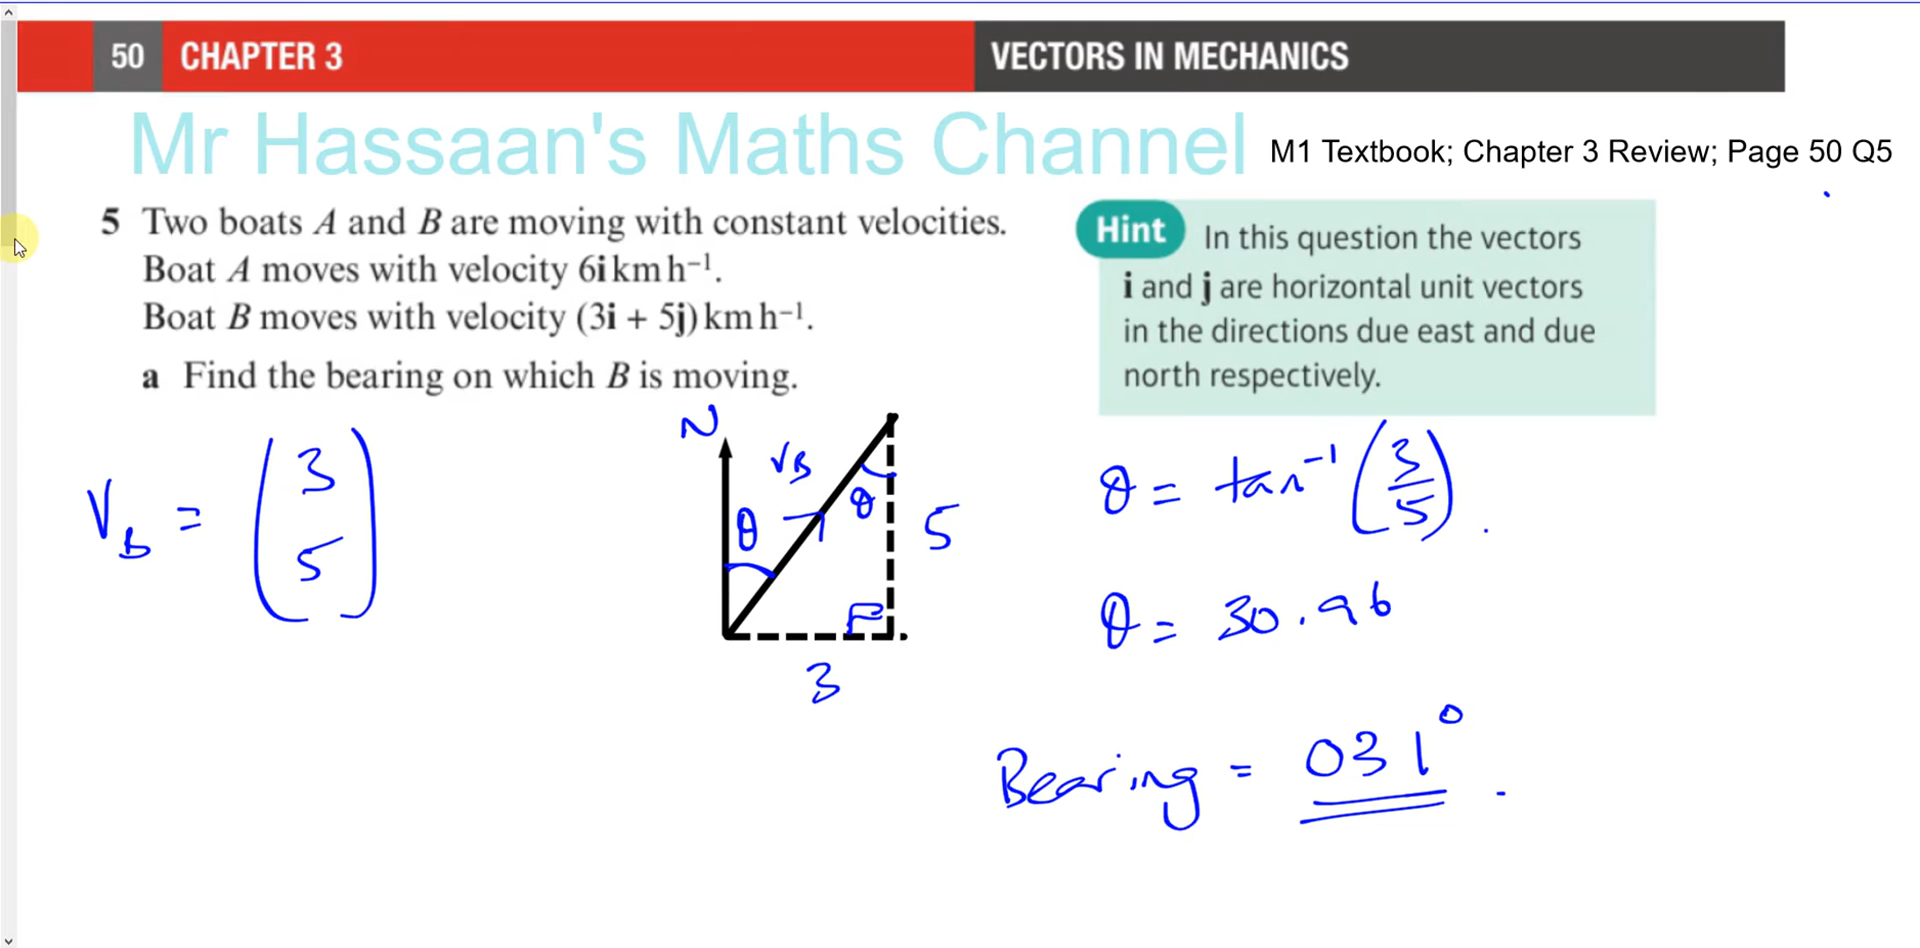 50 CHAPTER 3 VECTORS IN MECHANICS
Mr Hassaan's Maths Channel M1 Textbook; Chapter 3 Review; Page 50 Q5
5 Two boats A and B are moving with constant velocities.
Boat A moves with velocity 6i km h⁻¹.
Boat B moves with velocity (3i + 5j) km h⁻¹.
a Find the bearing on which B is moving.
Hint In this question the vectors
i and j are horizontal unit vectors
in the directions due east and due
north respectively.
V_B = (3
5)
N
V_B
θ
θ
5
3
θ = tan⁻¹(3/5).
θ = 30.96
Bearing = 031°.